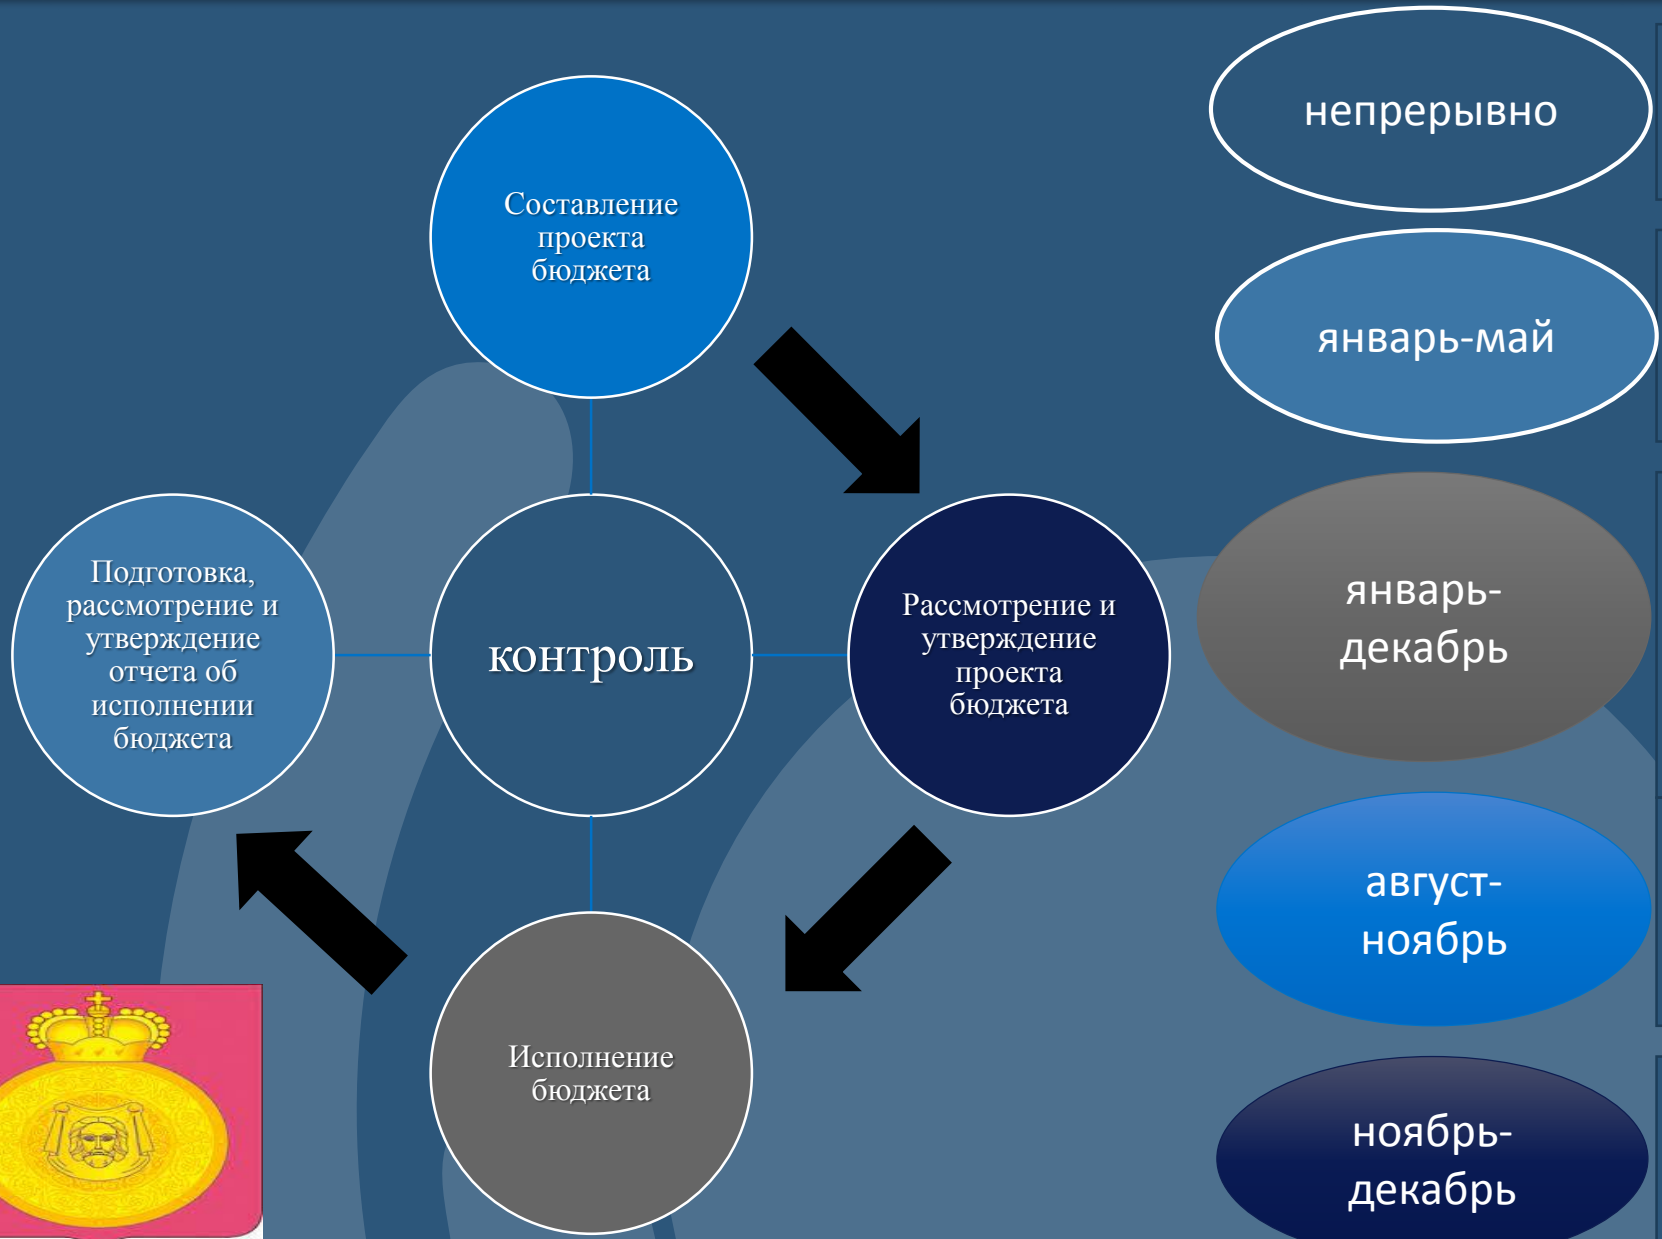 Составление
проекта
бюджета
Подготовка,
рассмотрение и
утверждение
отчета об
исполнении
бюджета
контроль
Рассмотрение и
утверждение
проекта
бюджета
Исполнение
бюджета
непрерывно
январь-май
январь-
декабрь
август-
ноябрь
ноябрь-
декабрь